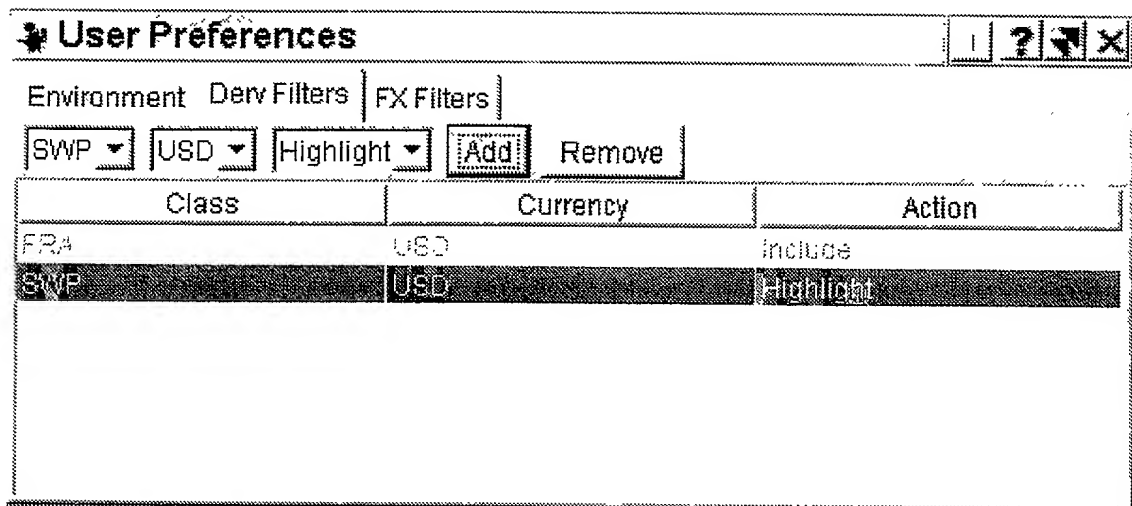 User Preferences I ?
Environment Derv Filters FX Filters
SWP USD Highlight Add Remove
Class Currency Action
FRA USD Include
SWP USD Highlight